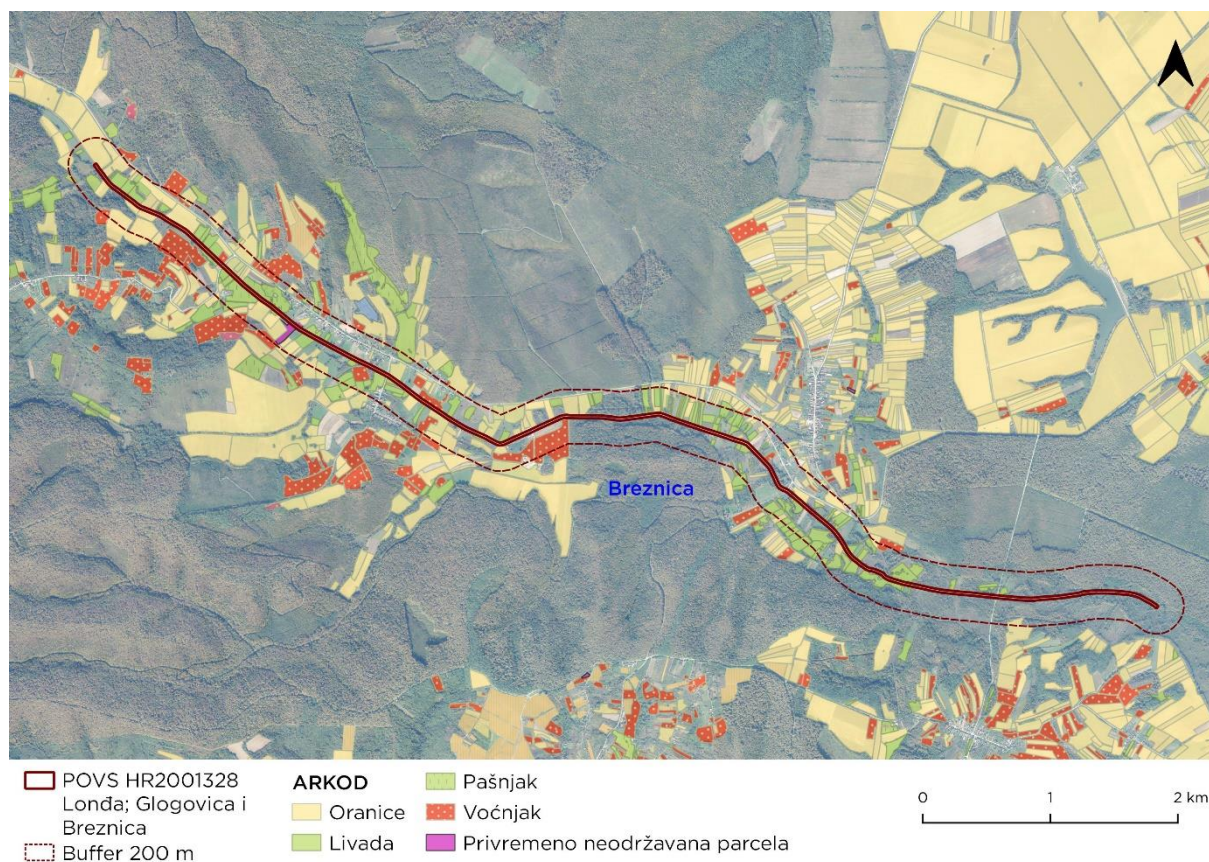 Breznica
POVS HR2001328
Londa; Glogovica i
Breznica
Buffer 200 m
ARKOD
Oranice
Livada
Pašnjak
Voćnjak
Privremeno neodržavana parcela
0 1 2 km